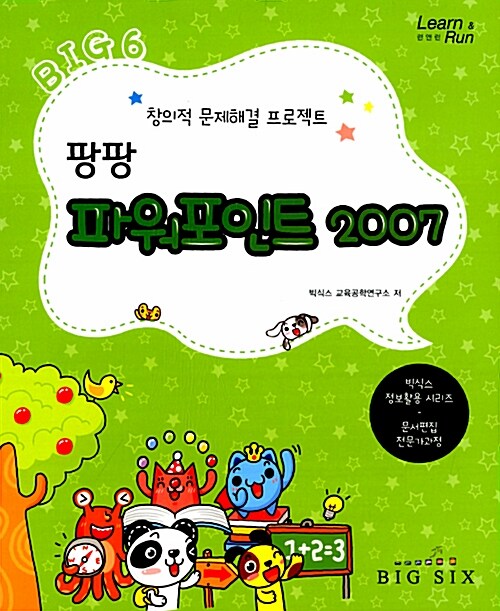 Learn &
런앤런 Run
BIG 6
창의적 문제해결 프로젝트
팡팡
파워포인트 2007
빅식스 교육공학연구소 저
빅식스
정보활용 시리즈
-
문서편집
전문가과정
1+2=3
BIG SIX